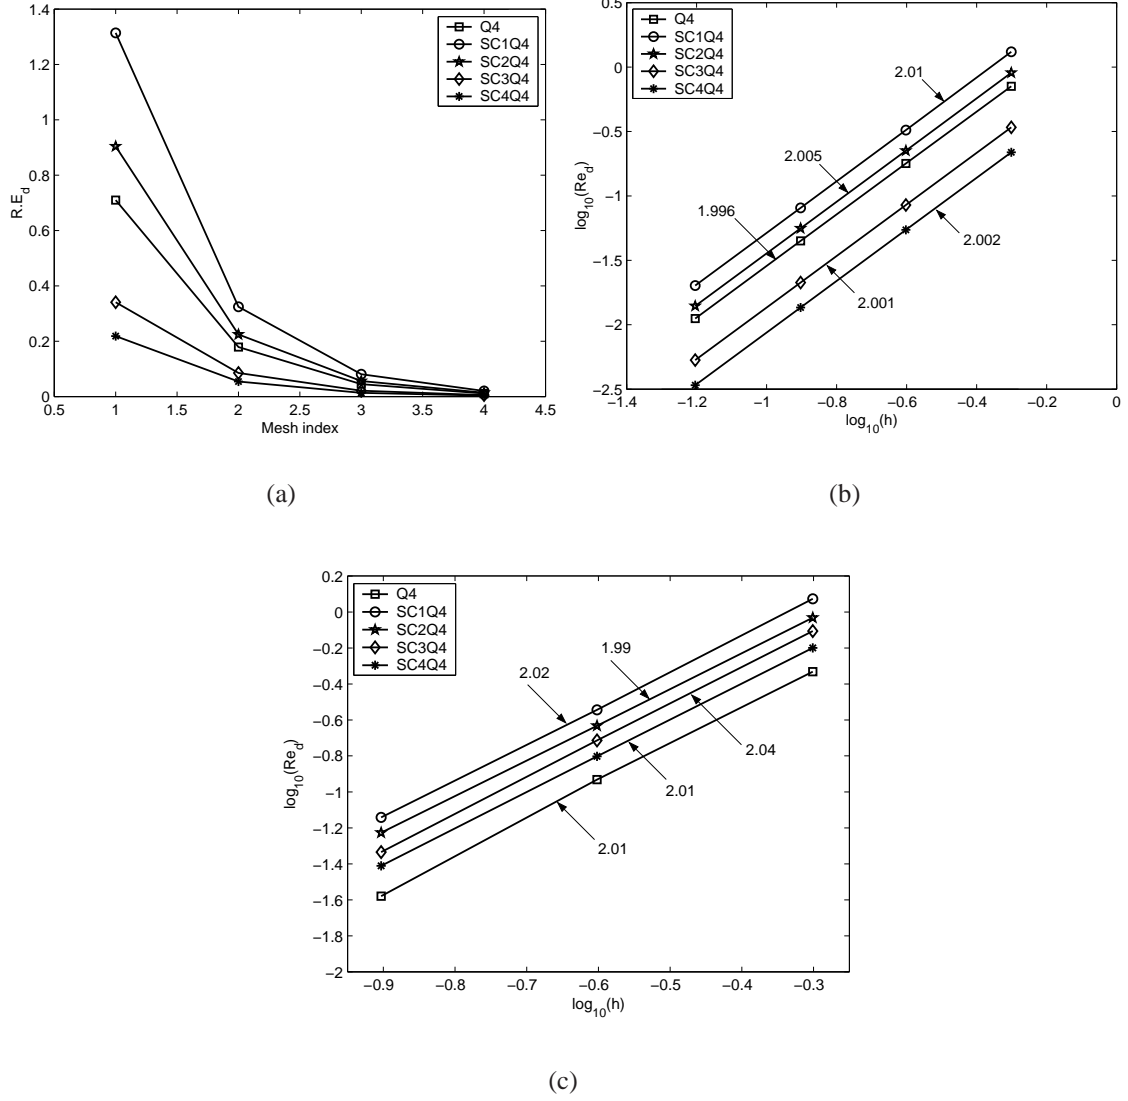 1.4
1.2
1
0.8
0.6
0.4
0.2
0
0.5 1 1.5 2 2.5 3 3.5 4 4.5
Mesh index
R.E_d
Q4
SC1Q4
SC2Q4
SC3Q4
SC4Q4
(a)
0.5
0
−0.5
−1
−1.5
−2
−2.5
−1.4 −1.2 −1 −0.8 −0.6 −0.4 −0.2 0
log_10(h)
log_10(Re_d)
Q4
SC1Q4
SC2Q4
SC3Q4
SC4Q4
2.01
2.005
1.996
2.002
2.001
(b)
0.2
0
−0.2
−0.4
−0.6
−0.8
−1
−1.2
−1.4
−1.6
−1.8
−2
−0.9 −0.8 −0.7 −0.6 −0.5 −0.4 −0.3
log_10(h)
log_10(Re_d)
Q4
SC1Q4
SC2Q4
SC3Q4
SC4Q4
1.99
2.02
2.04
2.01
2.01
(c)